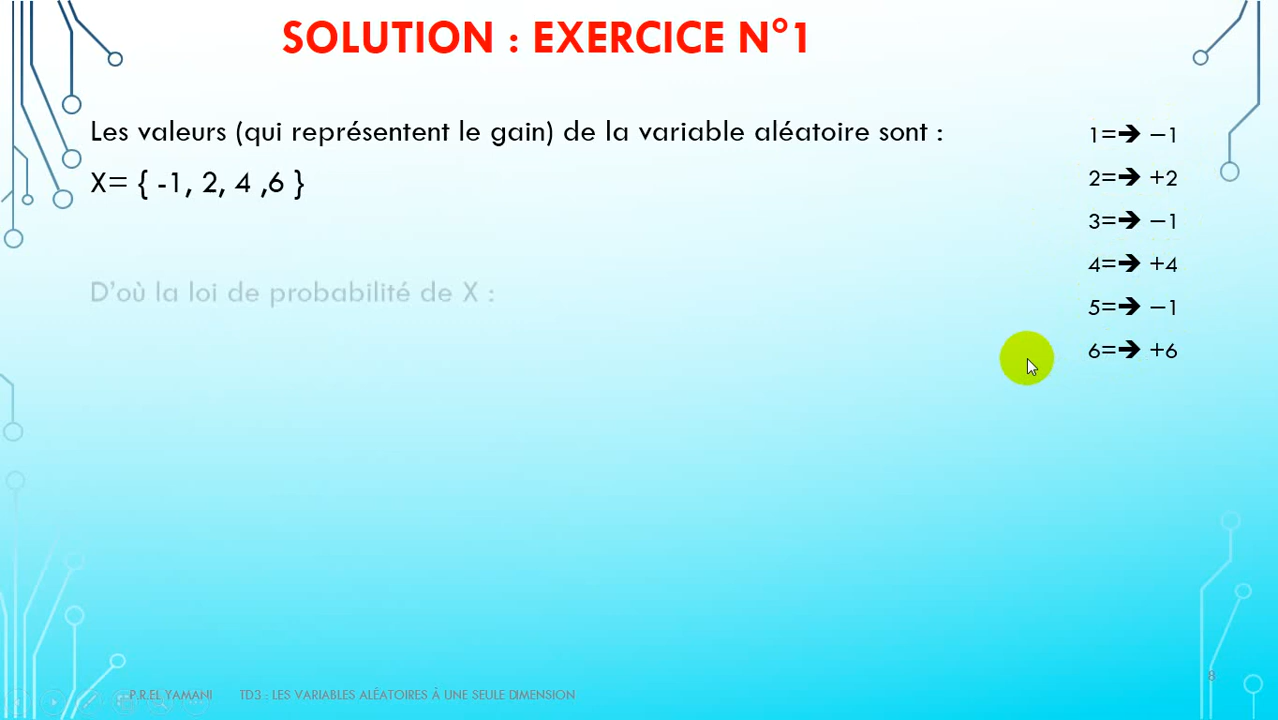 SOLUTION : EXERCICE N°1
Les valeurs (qui représentent le gain) de la variable aléatoire sont :
X= { -1, 2, 4 ,6 }
D'où la loi de probabilité de X :
1=➔ −1
2=➔ +2
3=➔ −1
4=➔ +4
5=➔ −1
6=➔ +6
P.R.EL YAMANI TD3 : LES VARIABLES ALÉATOIRES À UNE SEULE DIMENSION
8